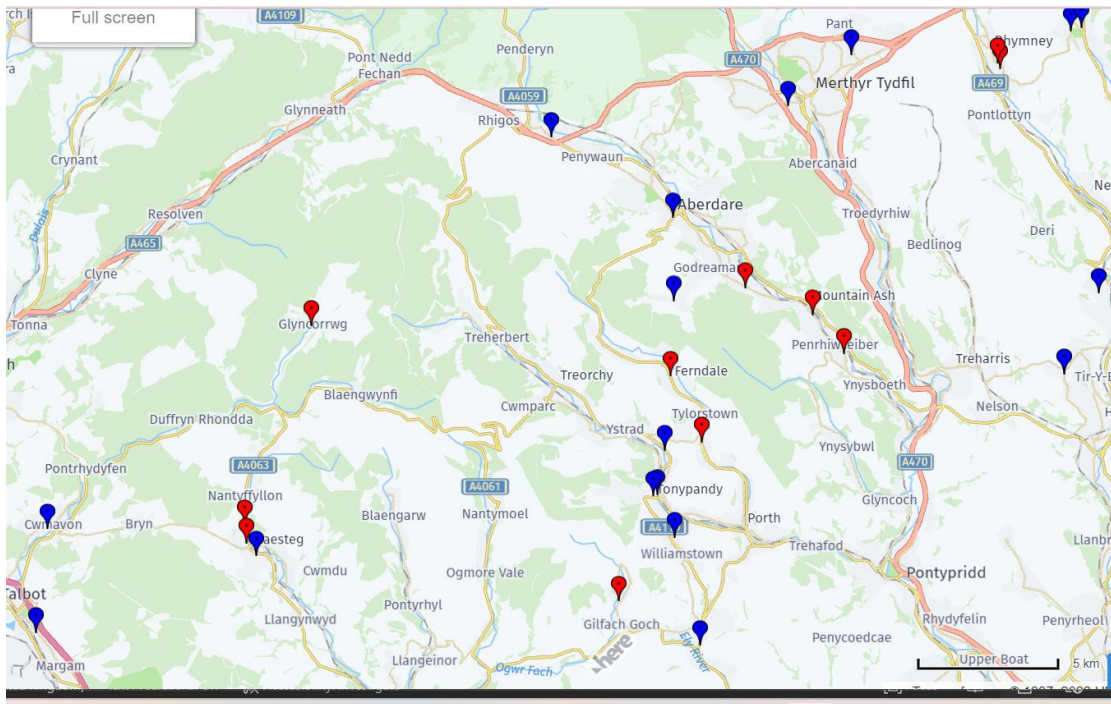 Full screen
A4109
Pant
Penderyn
A470
Pont Nedd
Fechan
Rhymney
Merthyr Tydfil
A469
A4059
Glynneath
Rhigos
Pontlottyn
Penywaun
Crynant
Abercanaid
Resolven
Aberdare
Troedyrhiw
Dulais
Deri
A465
Bedlinog
Clyne
Mountain Ash
Tonna
Glyncorrwg
Treherbert
Penrhiwceiber
Treharris
Treorchy
Ferndale
Ynysboeth
Blaengwynfi
Cwmparc
Nelson
Duffryn Rhondda
Tylorstown
Ystrad
Ynysybwl
A4063
A470
Pontrhydyfen
A4061
Tonypandy
Nantyffyllon
Glyncoch
Blaengarw
Nantymoel
Cwmavon
Bryn
Porth
Maesteg
Trehafod
Williamstown
Cwmdu
Ogmore Vale
Pontypridd
Talbot
Pontyrhyl
Llangynwyd
Gilfach Goch
Rhydyfelin
Penyrheol
Penycoedcae
Ely River
here
Llangeinor
Upper Boat
5 km
Margam
Ogwr Fach